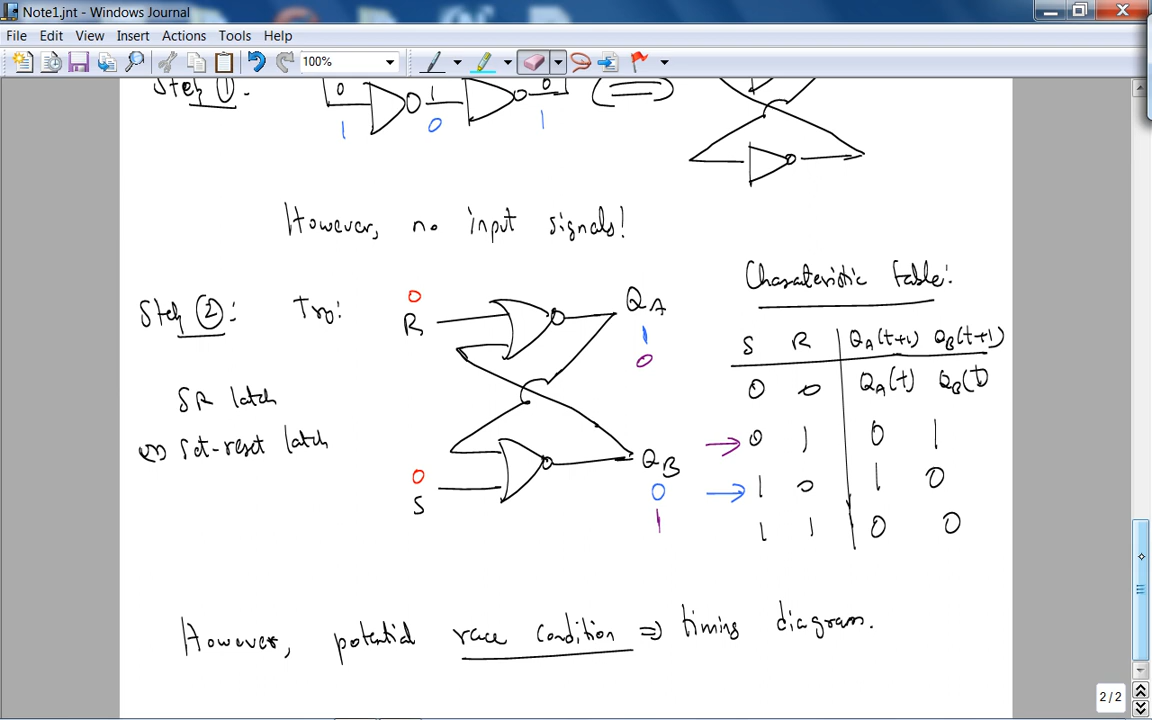 Note1.jnt - Windows Journal
File Edit View Insert Actions Tools Help
100%
Step ①.
0 1 0
1 0 1
However, no input signals!
Step ②: Try:
0
R
QA
1
0
SR latch
Set-reset latch
0
S
QB
0
1
Charateristic table:
S R QA(t+1) QB(t+1)
0 0 QA(t) QB(t)
→ 0 1 0 1
→ 1 0 1 0
1 1 0 0
However, potential race condition ⇒ timing diagram.
2/2